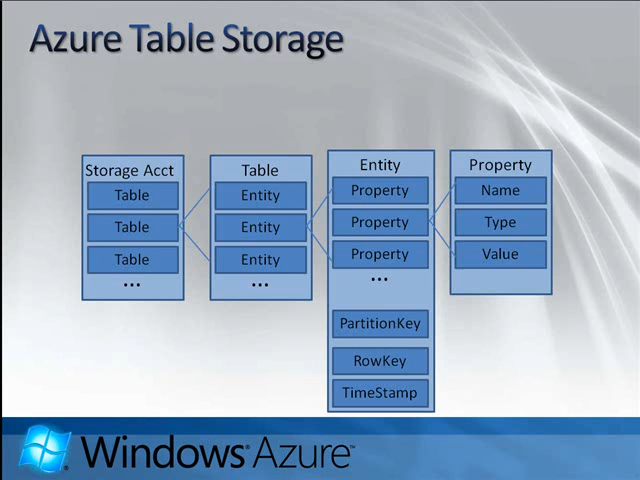 Azure Table Storage
Storage Acct
Table
Table
Table
...
Table
Entity
Entity
Entity
...
Entity
Property
Property
Property
...
PartitionKey
RowKey
TimeStamp
Property
Name
Type
Value
Windows® Azure™